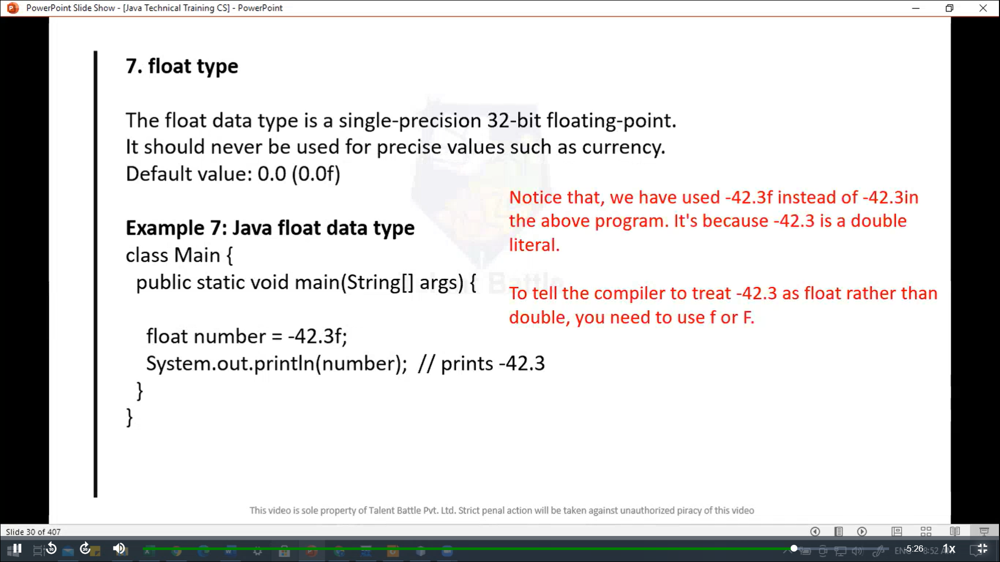 PowerPoint Slide Show - [Java Technical Training CS] - PowerPoint
7. float type
The float data type is a single-precision 32-bit floating-point.
It should never be used for precise values such as currency.
Default value: 0.0 (0.0f)
Example 7: Java float data type
class Main {
public static void main(String[] args) {
float number = -42.3f;
System.out.println(number); // prints -42.3
}
}
Notice that, we have used -42.3f instead of -42.3in
the above program. It's because -42.3 is a double
literal.
To tell the compiler to treat -42.3 as float rather than
double, you need to use f or F.
This video is sole property of Talent Battle Pvt. Ltd. Strict penal action will be taken against unauthorized piracy of this video
Slide 30 of 407
10
30
-5:26
1x